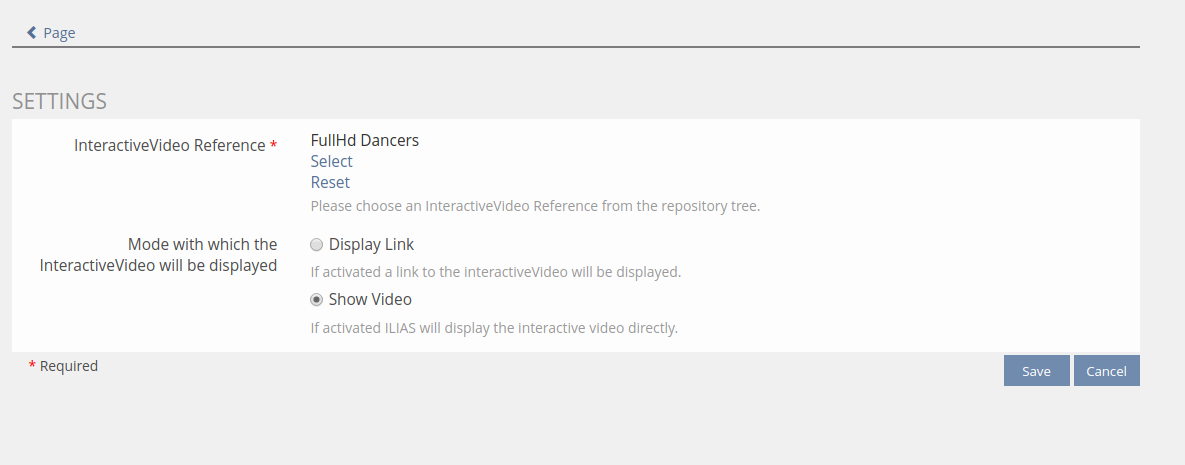 Page
SETTINGS
InteractiveVideo Reference *
FullHd Dancers
Select
Reset
Please choose an InteractiveVideo Reference from the repository tree.
Mode with which the
InteractiveVideo will be displayed
Display Link
If activated a link to the interactiveVideo will be displayed.
Show Video
If activated ILIAS will display the interactive video directly.
* Required
Save
Cancel